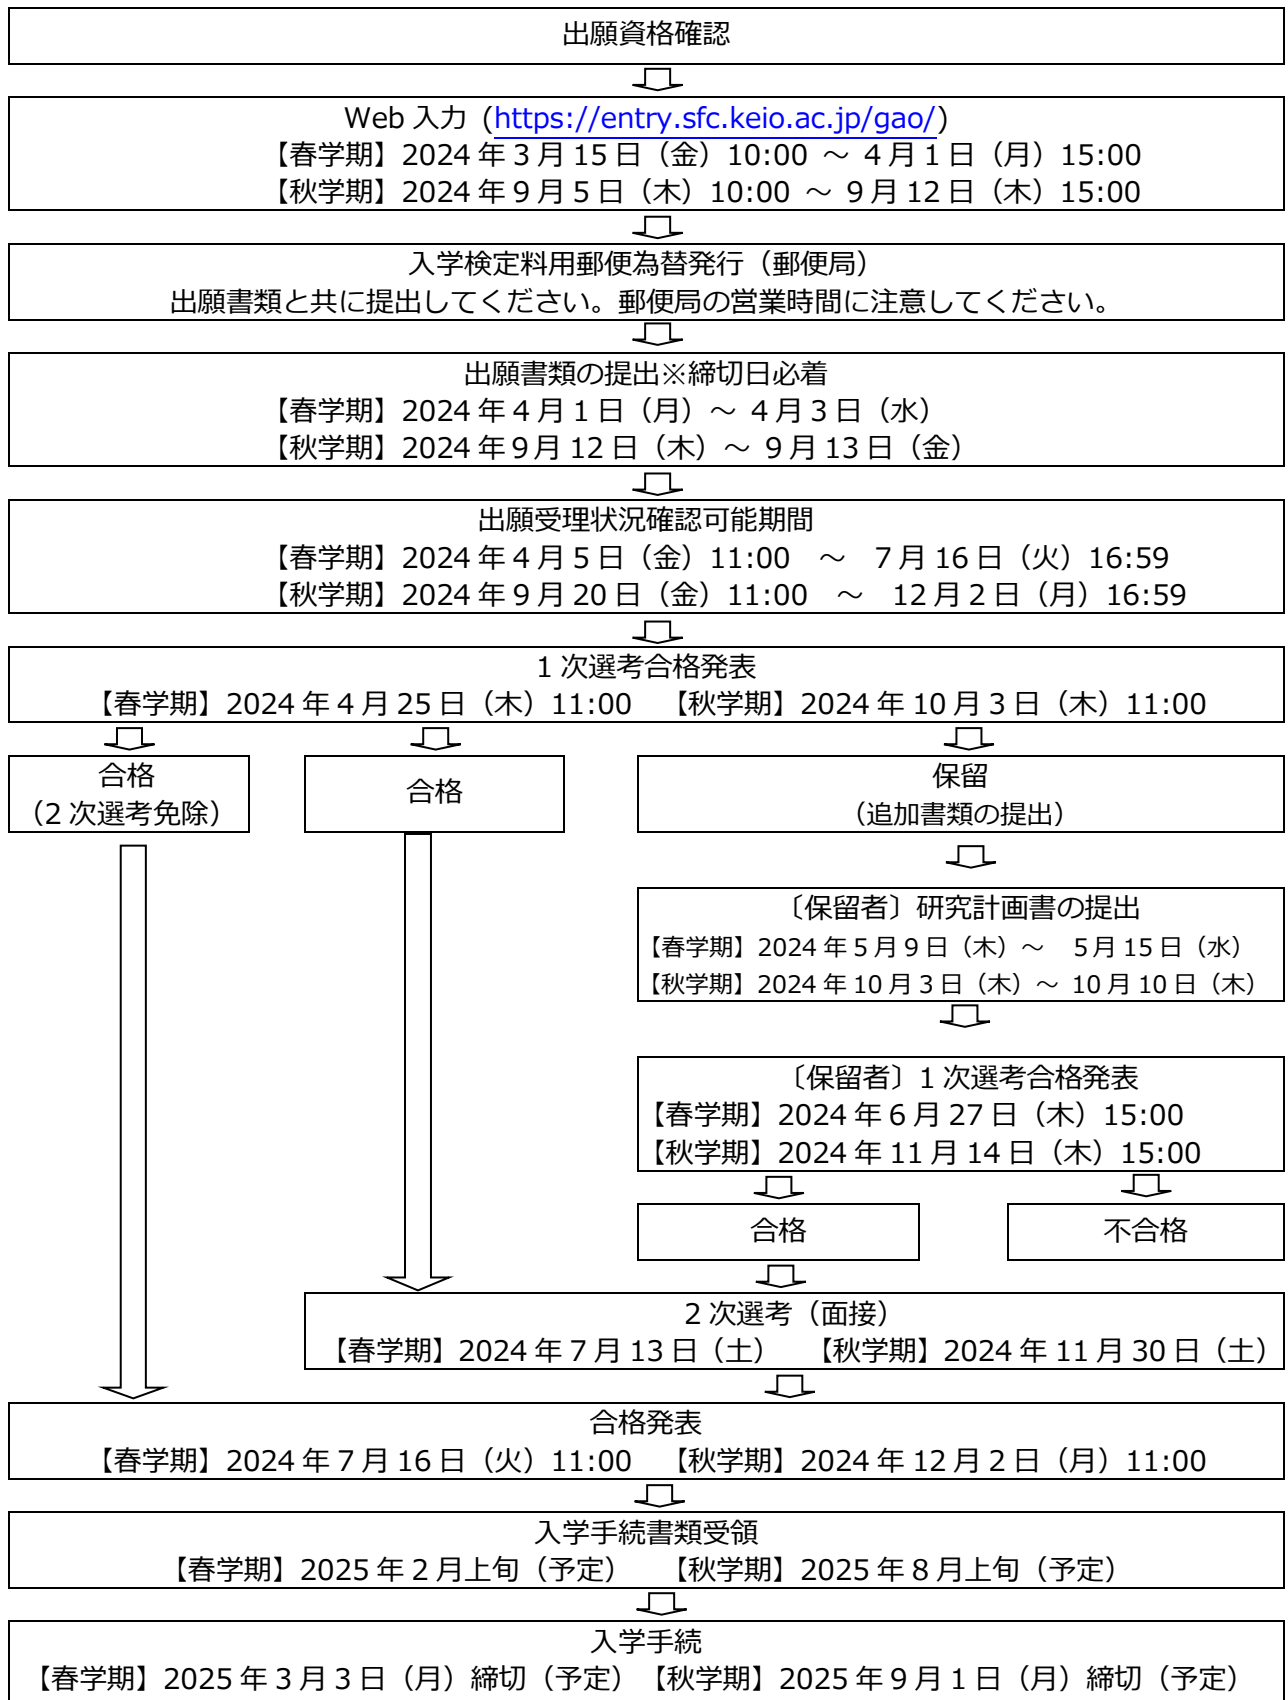 出願資格確認
Web 入力 (https://entry.sfc.keio.ac.jp/gao/)
【春学期】2024 年 3 月 15 日（金）10:00 ～ 4 月 1 日（月）15:00
【秋学期】2024 年 9 月 5 日（木）10:00 ～ 9 月 12 日（木）15:00
入学検定料用郵便為替発行（郵便局）
出願書類と共に提出してください。郵便局の営業時間に注意してください。
出願書類の提出※締切日必着
【春学期】2024 年 4 月 1 日（月）～ 4 月 3 日（水）
【秋学期】2024 年 9 月 12 日（木）～ 9 月 13 日（金）
出願受理状況確認可能期間
【春学期】2024 年 4 月 5 日（金）11:00　～　7 月 16 日（火）16:59
【秋学期】2024 年 9 月 20 日（金）11:00　～　12 月 2 日（月）16:59
1 次選考合格発表
【春学期】2024 年 4 月 25 日（木）11:00　【秋学期】2024 年 10 月 3 日（木）11:00
合格
（2 次選考免除）
合格
保留
（追加書類の提出）
〔保留者〕研究計画書の提出
【春学期】2024 年 5 月 9 日（木）～　5 月 15 日（水）
【秋学期】2024 年 10 月 3 日（木）～ 10 月 10 日（木）
〔保留者〕1 次選考合格発表
【春学期】2024 年 6 月 27 日（木）15:00
【秋学期】2024 年 11 月 14 日（木）15:00
合格
不合格
2 次選考（面接）
【春学期】2024 年 7 月 13 日（土）　【秋学期】2024 年 11 月 30 日（土）
合格発表
【春学期】2024 年 7 月 16 日（火）11:00　【秋学期】2024 年 12 月 2 日（月）11:00
入学手続書類受領
【春学期】2025 年 2 月上旬（予定）　【秋学期】2025 年 8 月上旬（予定）
入学手続
【春学期】2025 年 3 月 3 日（月）締切（予定）【秋学期】2025 年 9 月 1 日（月）締切（予定）